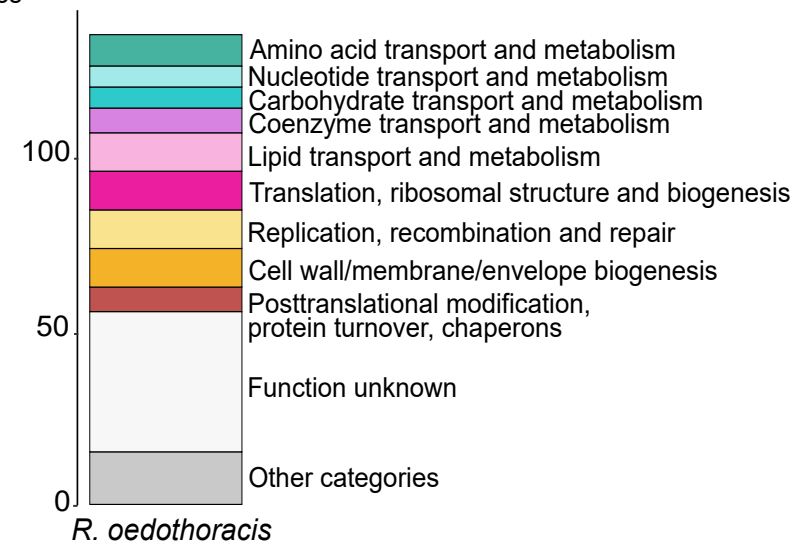 Amino acid transport and metabolism
Nucleotide transport and metabolism
Carbohydrate transport and metabolism
Coenzyme transport and metabolism
100
Lipid transport and metabolism
Translation, ribosomal structure and biogenesis
Replication, recombination and repair
Cell wall/membrane/envelope biogenesis
Posttranslational modification,
protein turnover, chaperons
50
Function unknown
Other categories
0
R. oedothoracis